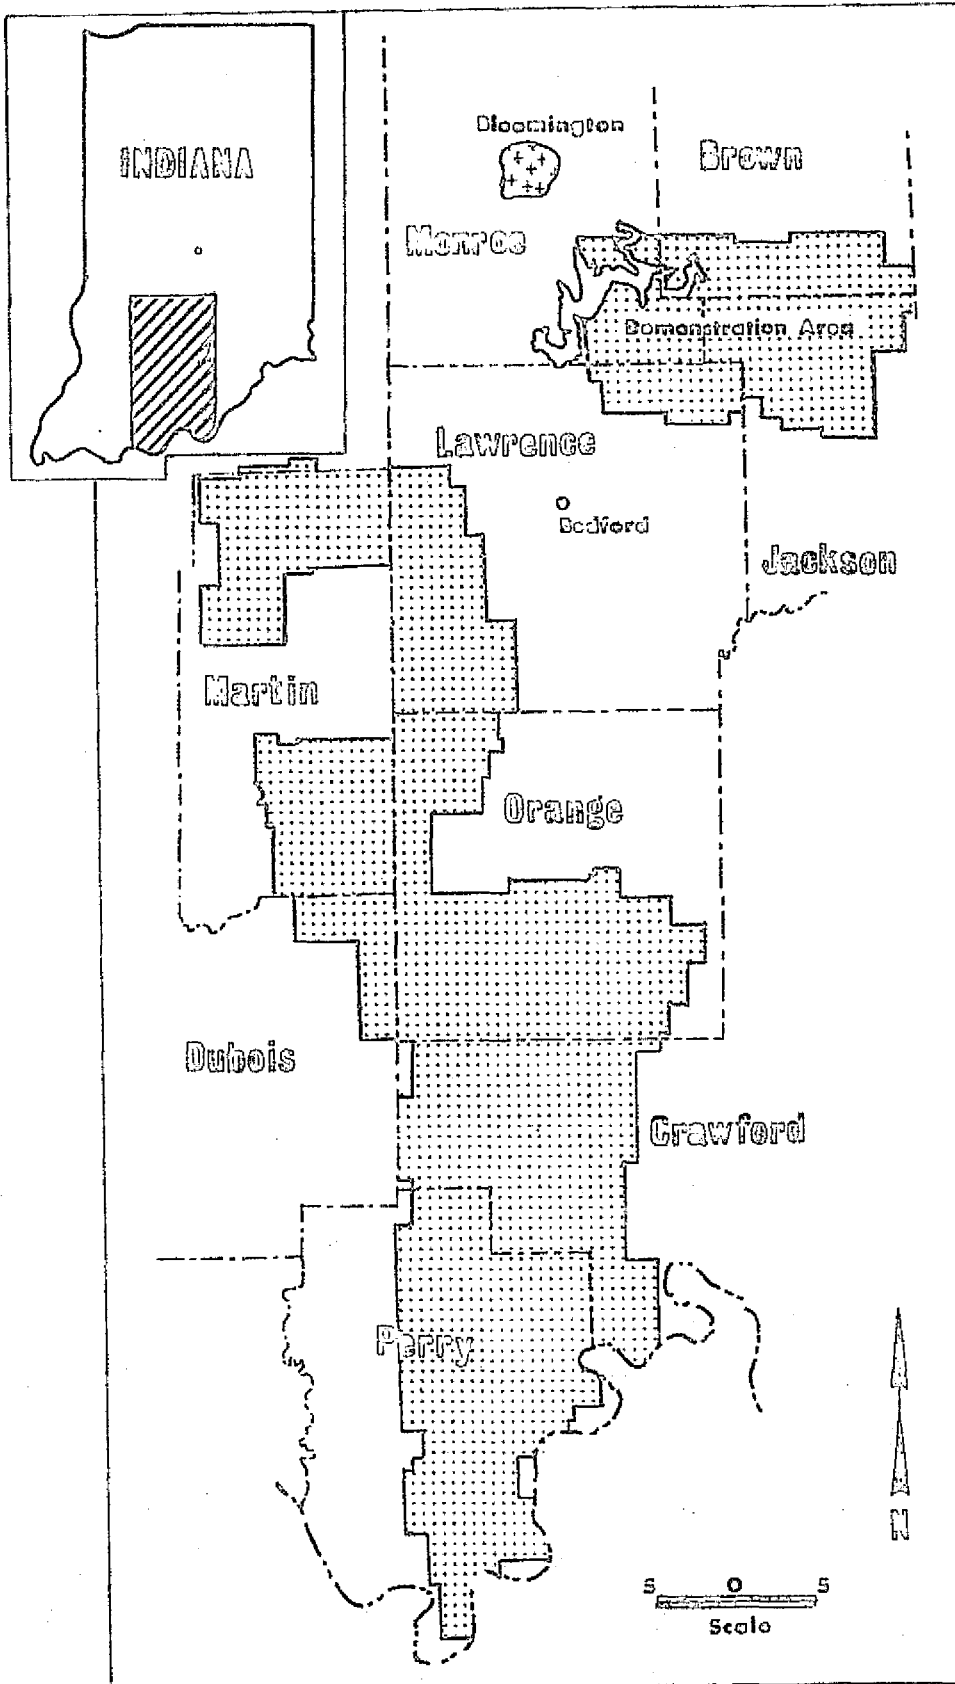 INDIANA
Bloomington
Brown
Monroe
Demonstration Area
Lawrence
Bedford
Jackson
Martin
Orange
Dubois
Crawford
Perry
N
5 0 5
Scale